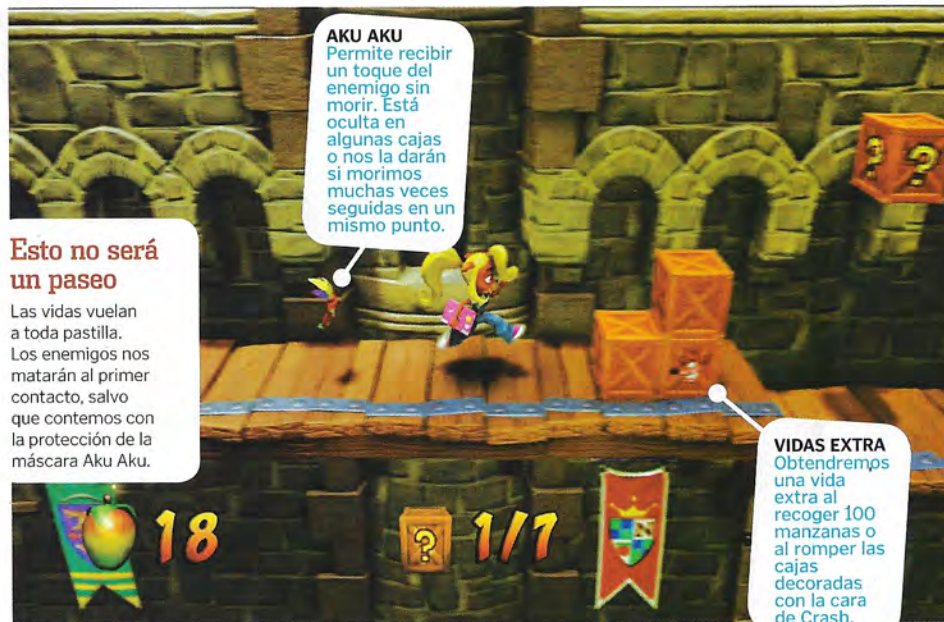 AKU AKU
Permite recibir
un toque del
enemigo sin
morir. Está
oculta en
algunas cajas
o nos la darán
si morimos
muchas veces
seguidas en un
mismo punto.
Esto no será
un paseo
Las vidas vuelan
a toda pastilla.
Los enemigos nos
matarán al primer
contacto, salvo
que contemos con
la protección de la
máscara Aku Aku.
? ?
18
? 1/7
VIDAS EXTRA
Obtendremos
una vida
extra al
recoger 100
manzanas o
al romper las
cajas
decoradas
con la cara
de Crash.